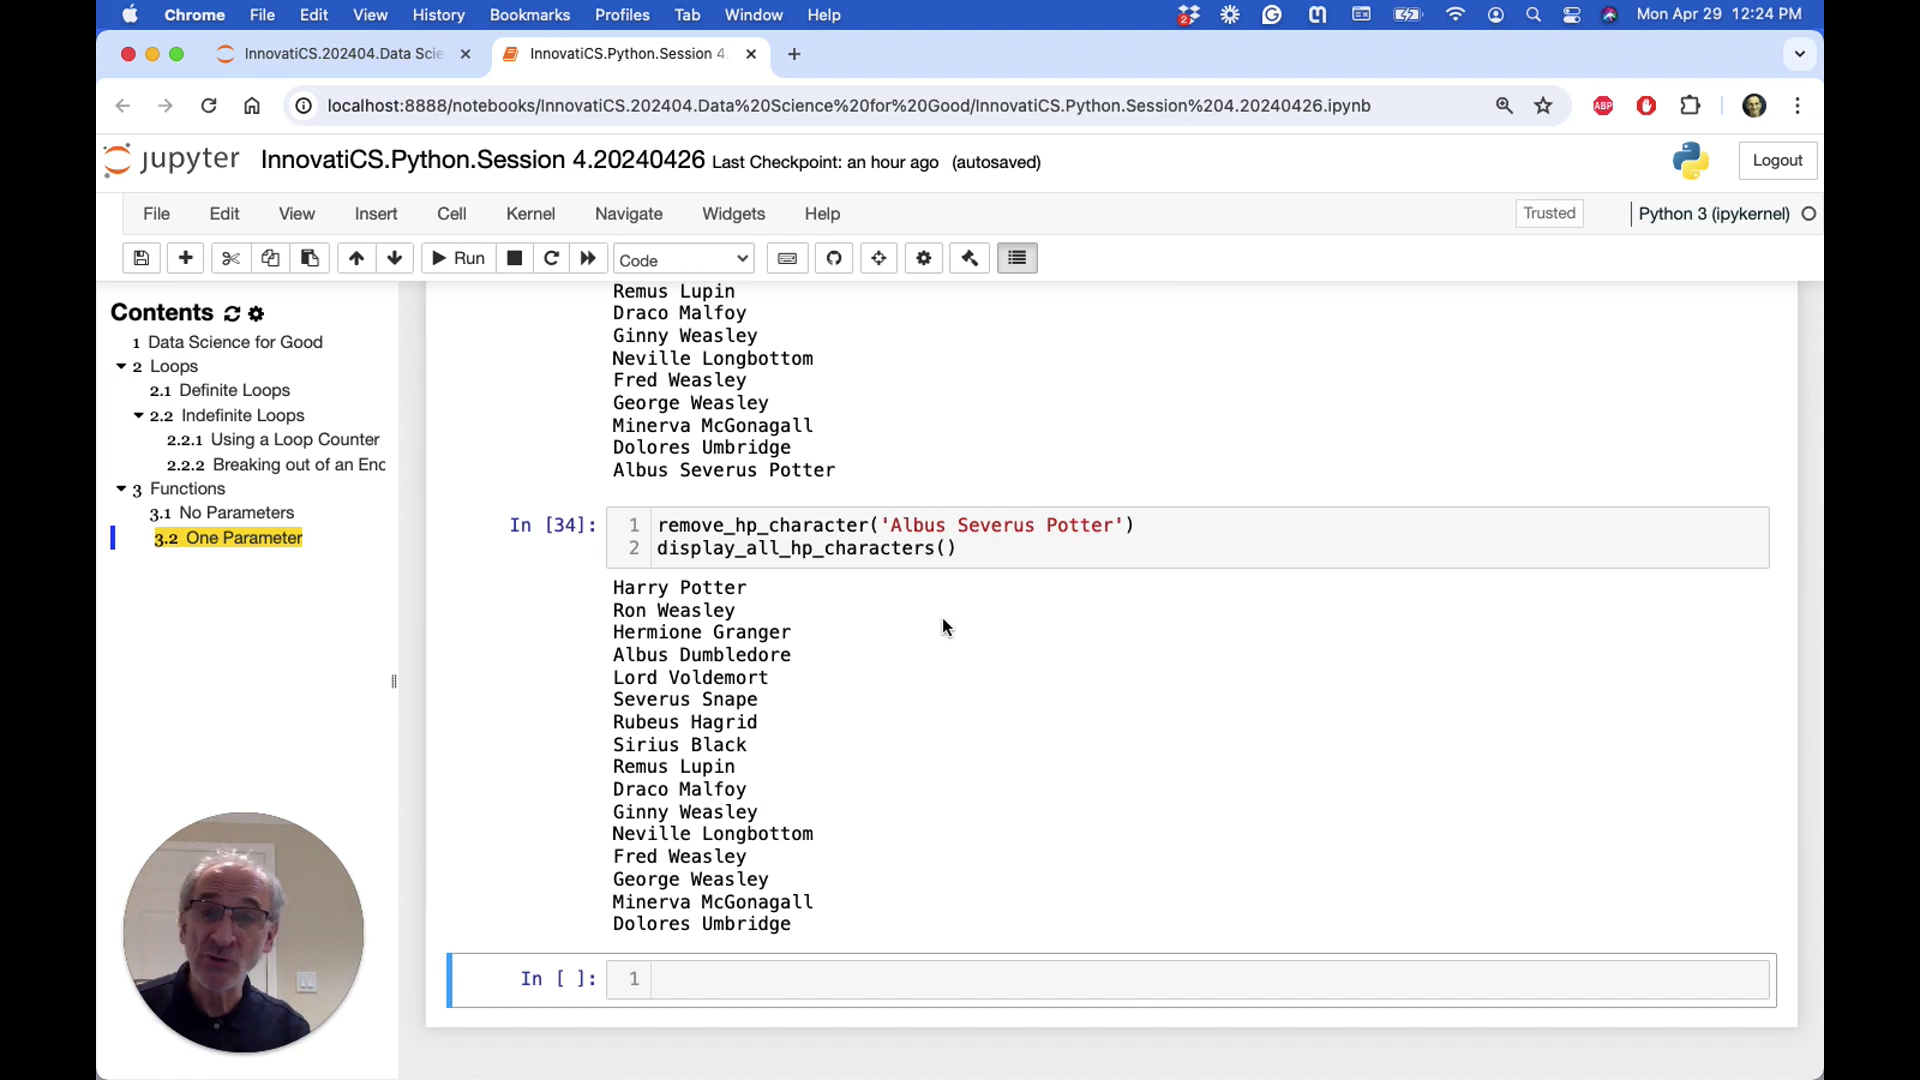 Chrome File Edit View History Bookmarks Profiles Tab Window Help 2 Mon Apr 29 12:24 PM
InnovatiCS.202404.Data Scie InnovatiCS.Python.Session 4.
localhost:8888/notebooks/InnovatiCS.202404.Data%20Science%20for%20Good/InnovatiCS.Python.Session%204.20240426.ipynb ABP
jupyter InnovatiCS.Python.Session 4.20240426 Last Checkpoint: an hour ago (autosaved) Logout
File Edit View Insert Cell Kernel Navigate Widgets Help Trusted Python 3 (ipykernel)
Run Code
Contents
1 Data Science for Good
2 Loops
2.1 Definite Loops
2.2 Indefinite Loops
2.2.1 Using a Loop Counter
2.2.2 Breaking out of an Enc
3 Functions
3.1 No Parameters
3.2 One Parameter
Remus Lupin
Draco Malfoy
Ginny Weasley
Neville Longbottom
Fred Weasley
George Weasley
Minerva McGonagall
Dolores Umbridge
Albus Severus Potter
In [34]: 1 remove_hp_character('Albus Severus Potter')
2 display_all_hp_characters()
Harry Potter
Ron Weasley
Hermione Granger
Albus Dumbledore
Lord Voldemort
Severus Snape
Rubeus Hagrid
Sirius Black
Remus Lupin
Draco Malfoy
Ginny Weasley
Neville Longbottom
Fred Weasley
George Weasley
Minerva McGonagall
Dolores Umbridge
In [ ]: 1